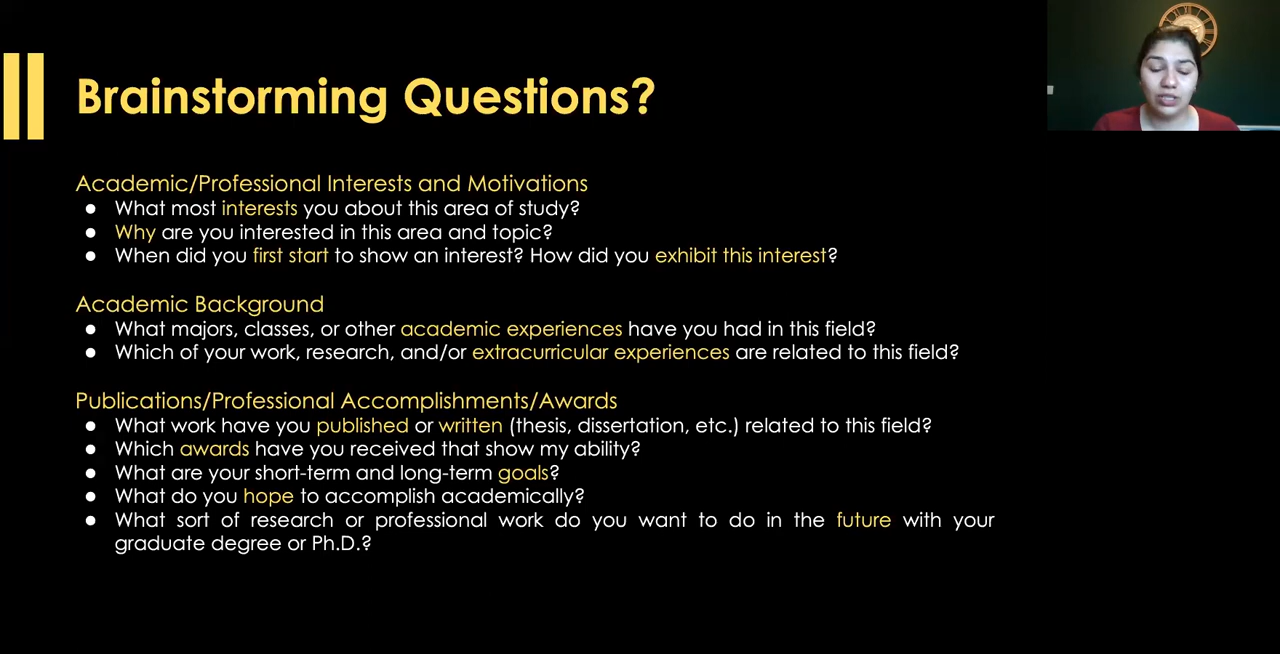 Brainstorming Questions?
Academic/Professional Interests and Motivations
● What most interests you about this area of study?
● Why are you interested in this area and topic?
● When did you first start to show an interest? How did you exhibit this interest?
Academic Background
● What majors, classes, or other academic experiences have you had in this field?
● Which of your work, research, and/or extracurricular experiences are related to this field?
Publications/Professional Accomplishments/Awards
● What work have you published or written (thesis, dissertation, etc.) related to this field?
● Which awards have you received that show my ability?
● What are your short-term and long-term goals?
● What do you hope to accomplish academically?
● What sort of research or professional work do you want to do in the future with your
graduate degree or Ph.D.?